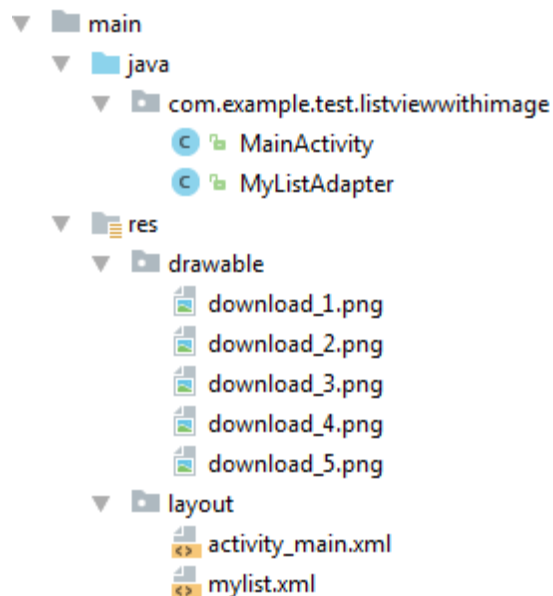 main
java
com.example.test.listviewwithimage
MainActivity
MyListAdapter
res
drawable
download_1.png
download_2.png
download_3.png
download_4.png
download_5.png
layout
activity_main.xml
mylist.xml